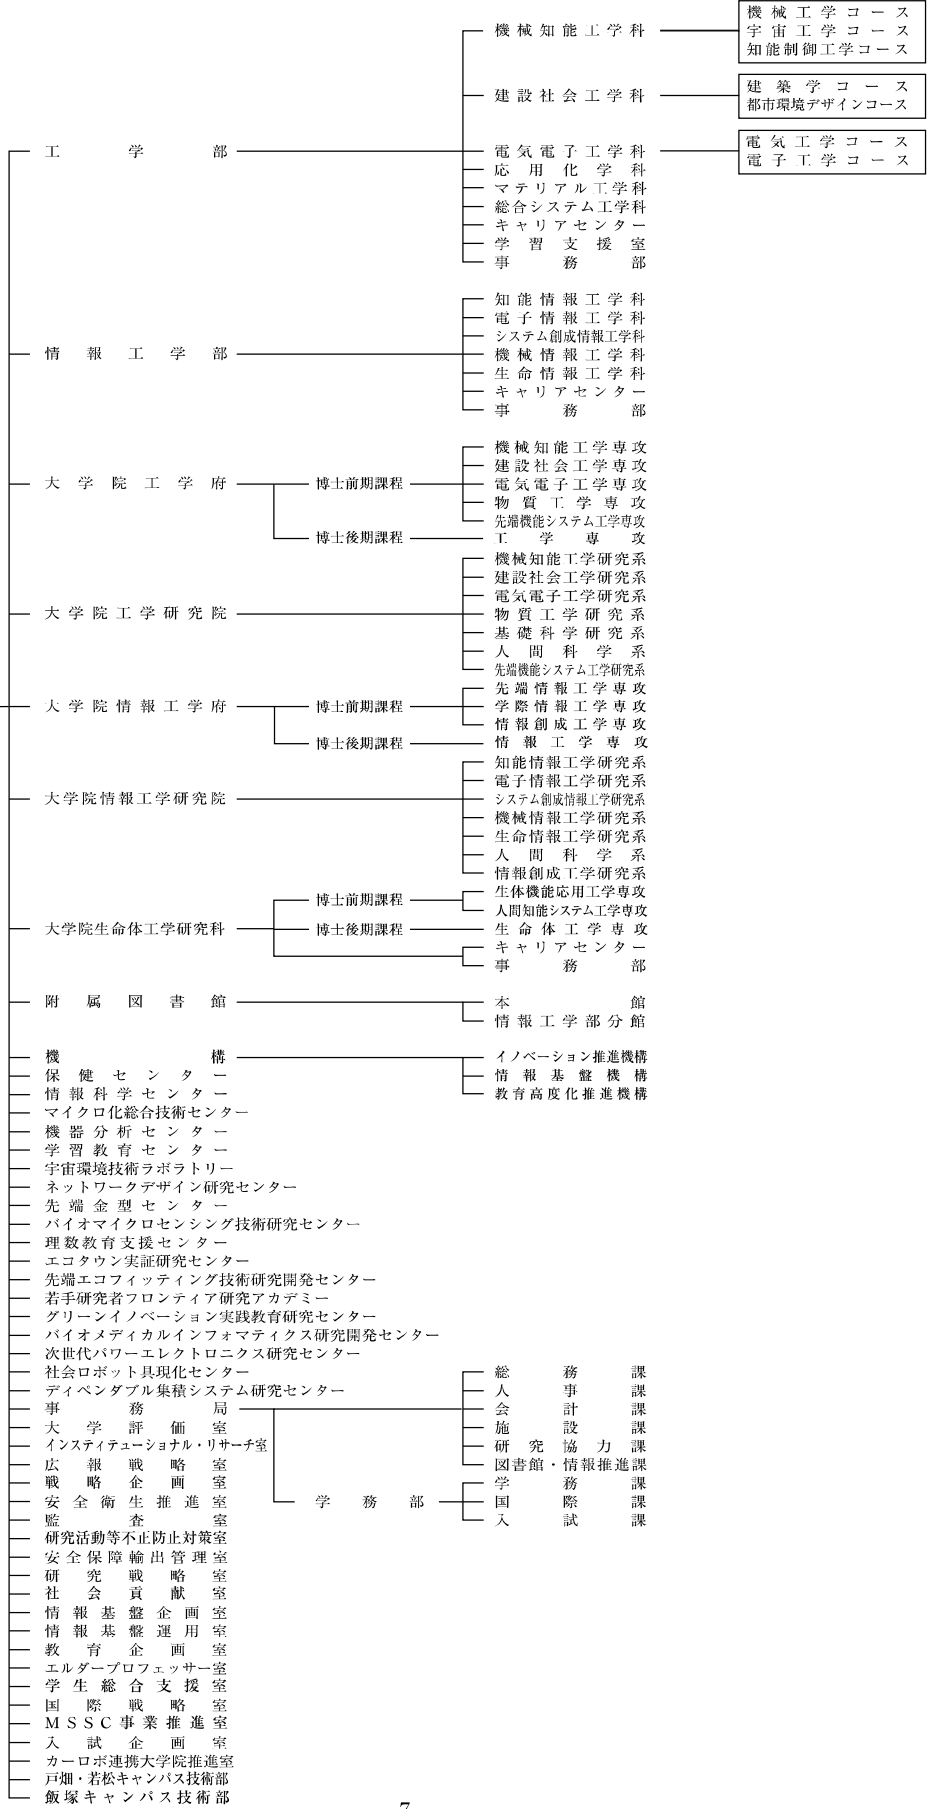 機械知能工学科
機械工学コース
宇宙工学コース
知能制御工学コース
建設社会工学科
建築学コース
都市環境デザインコース
工学部
電気電子工学科
電気工学コース
電子工学コース
応用化学科
マテリアル工学科
総合システム工学科
キャリアセンター
学習支援室
事務部
知能情報工学科
電子情報工学科
システム創成情報工学科
情報工学部
機械情報工学科
生命情報工学科
キャリアセンター
事務部
大学院工学府
博士前期課程
機械知能工学専攻
建設社会工学専攻
電気電子工学専攻
物質工学専攻
先端機能システム工学専攻
博士後期課程
工学専攻
機械知能工学研究系
建設社会工学研究系
電気電子工学研究系
大学院工学研究院
物質工学研究系
基礎科学研究系
人間科学系
先端機能システム工学研究系
大学院情報工学府
博士前期課程
先端情報工学専攻
学際情報工学専攻
情報創成工学専攻
博士後期課程
情報工学専攻
知能情報工学研究系
電子情報工学研究系
大学院情報工学研究院
システム創成情報工学研究系
機械情報工学研究系
生命情報工学研究系
人間科学系
情報創成工学研究系
大学院生命体工学研究科
博士前期課程
生体機能応用工学専攻
人間知能システム工学専攻
博士後期課程
生命体工学専攻
キャリアセンター
事務部
附属図書館
本館
情報工学部分館
機構
イノベーション推進機構
情報基盤機構
教育高度化推進機構
保健センター
情報科学センター
マイクロ化総合技術センター
機器分析センター
学習教育センター
宇宙環境技術ラボラトリー
ネットワークデザイン研究センター
先端金型センター
バイオマイクロセンシング技術研究センター
理数教育支援センター
エコタウン実証研究センター
先端エコフィッティング技術研究開発センター
若手研究者フロンティア研究アカデミー
グリーンイノベーション実践教育研究センター
バイオメディカルインフォマティクス研究開発センター
次世代パワーエレクトロニクス研究センター
社会ロボット具現化センター
ディペンダブル集積システム研究センター
事務局
総務課
人事課
会計課
施設課
研究協力課
図書館・情報推進課
学務部
学務課
国際課
入試課
大学評価室
インスティテューショナル・リサーチ室
広報戦略室
戦略企画室
安全衛生推進室
監査室
研究活動等不正防止対策室
安全保障輸出管理室
研究戦略室
社会貢献室
情報基盤企画室
情報基盤運用室
教育企画室
エルダープロフェッサー室
学生総合支援室
国際戦略室
MSSC事業推進室
入試企画室
カーロボ連携大学院推進室
戸畑・若松キャンパス技術部
飯塚キャンパス技術部
7